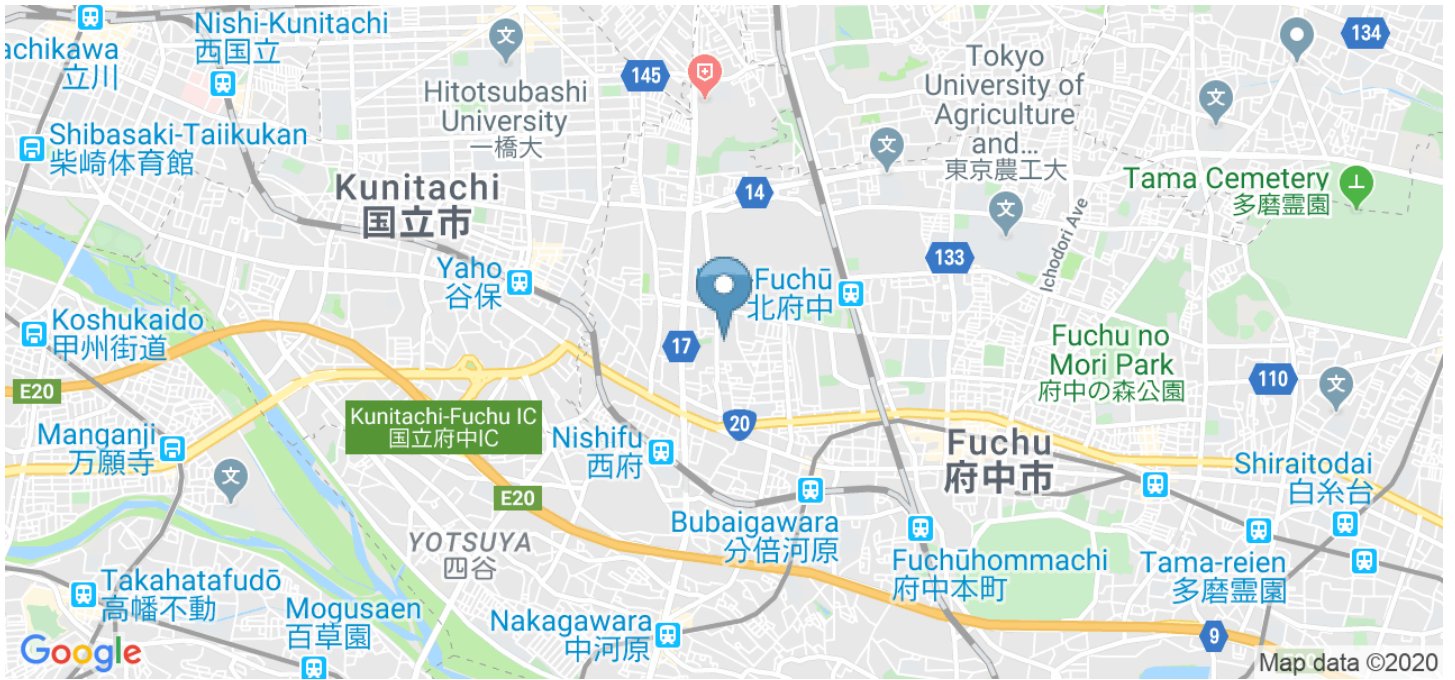 achikawa
立川
Nishi-Kunitachi
西国立
145
134
Hitotsubashi
University
一橋大
Tokyo
University of
Agriculture
and...
東京農工大
Shibasaki-Taiikukan
柴崎体育館
Kunitachi
国立市
14
Tama Cemetery
多磨霊園
Ichodori Ave
133
Yaho
谷保
Fuchū
北府中
Koshukaido
甲州街道
17
Fuchu no
Mori Park
府中の森公園
110
E20
Kunitachi-Fuchu IC
国立府中IC
20
Manganji
万願寺
Nishifu
西府
Fuchu
府中市
Shiraitodai
白糸台
E20
YOTSUYA
四谷
Bubaigawara
分倍河原
Fuchūhommachi
府中本町
Tama-reien
多磨霊園
Takahatafudō
高幡不動
Mogusaen
百草園
Nakagawara
中河原
9
Google
Map data ©2020